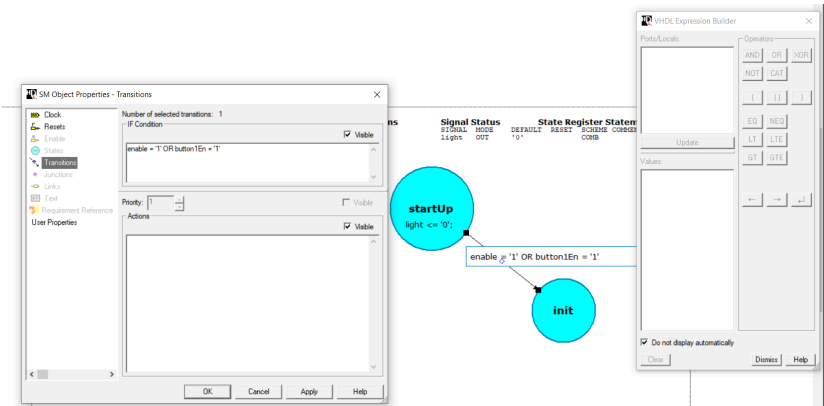 VHDL Expression Builder
Ports/Locals:
Operators
AND OR XOR
NOT CAT
( ( ) )
EQ NEQ
LT LTE
GT GTE
Update
Values:
← → ↵
Do not display automatically
Clear Dismiss Help
SM Object Properties - Transitions
Clock
Resets
Enable
States
Transitions
Junctions
Links
Text
Requirement Reference
User Properties
Number of selected transitions: 1
IF Condition
Visible
enable = '1' OR button1En = '1'
Priority: 1
Visible
Actions
Visible
OK Cancel Apply Help
ns
Signal Status
SIGNAL MODE DEFAULT RESET SCHEME
light OUT '0' COMB
State Register Statem
startUp
light <= '0';
enable = '1' OR button1En = '1'
init